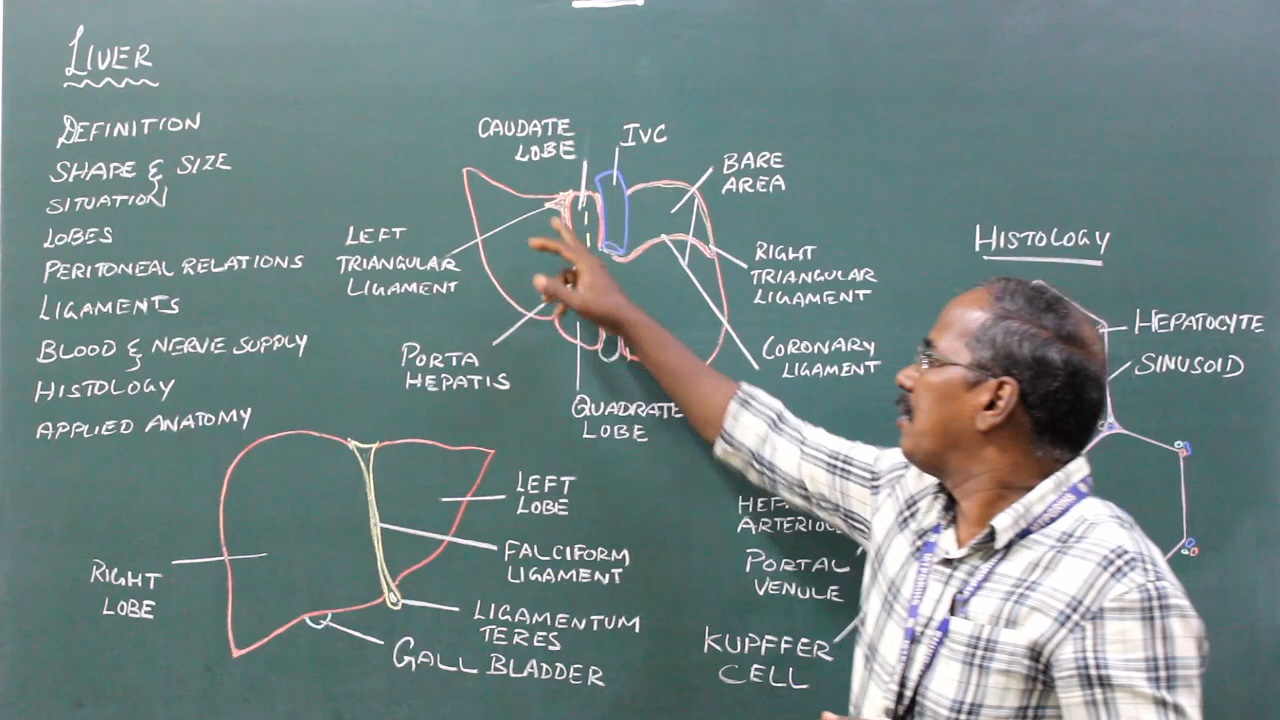 LIVER
DEFINITION
SHAPE & SIZE
SITUATION
LOBES
PERITONEAL RELATIONS
LIGAMENTS
BLOOD & NERVE SUPPLY
HISTOLOGY
APPLIED ANATOMY
CAUDATE
LOBE
IVC
BARE
AREA
LEFT
TRIANGULAR
LIGAMENT
RIGHT
TRIANGULAR
LIGAMENT
PORTA
HEPATIS
CORONARY
LIGAMENT
QUADRATE
LOBE
RIGHT
LOBE
LEFT
LOBE
FALCIFORM
LIGAMENT
LIGAMENTUM
TERES
GALL BLADDER
HISTOLOGY
HEPATOCYTE
SINUSOID
PORTAL
VENULE
KUPFFER
CELL